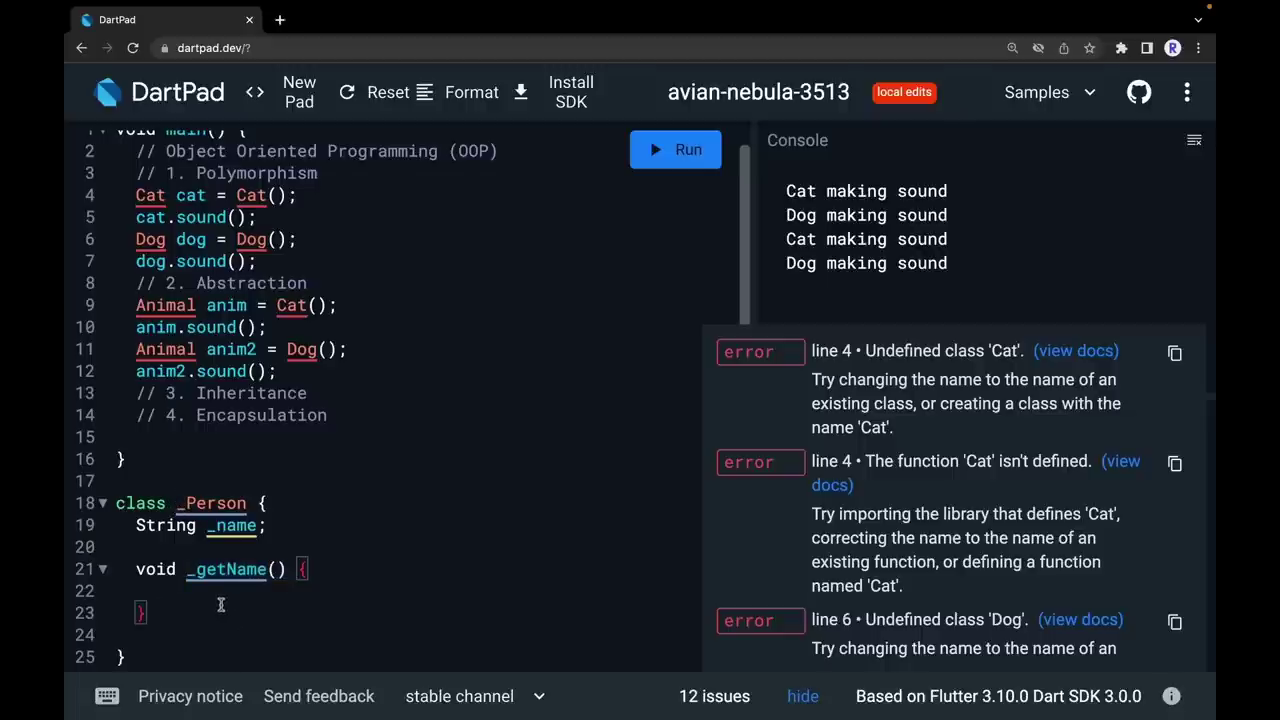 DartPad
dartpad.dev/?
DartPad
<> New Pad
Reset
Format
Install SDK
avian-nebula-3513
local edits
Samples
1 void main() {
2 // Object Oriented Programming (OOP)
3 // 1. Polymorphism
4 Cat cat = Cat();
5 cat.sound();
6 Dog dog = Dog();
7 dog.sound();
8 // 2. Abstraction
9 Animal anim = Cat();
10 anim.sound();
11 Animal anim2 = Dog();
12 anim2.sound();
13 // 3. Inheritance
14 // 4. Encapsulation
15
16 }
17
18 class _Person {
19 String _name;
20
21 void _getName() {
22
23 }
24
25 }
Run
Console
Cat making sound
Dog making sound
Cat making sound
Dog making sound
error line 4 • Undefined class 'Cat'. (view docs)
Try changing the name to the name of an
existing class, or creating a class with the
name 'Cat'.
error line 4 • The function 'Cat' isn't defined. (view
docs)
Try importing the library that defines 'Cat',
correcting the name to the name of an
existing function, or defining a function
named 'Cat'.
error line 6 • Undefined class 'Dog'. (view docs)
Try changing the name to the name of an
Privacy notice
Send feedback
stable channel
12 issues
hide
Based on Flutter 3.10.0 Dart SDK 3.0.0
R